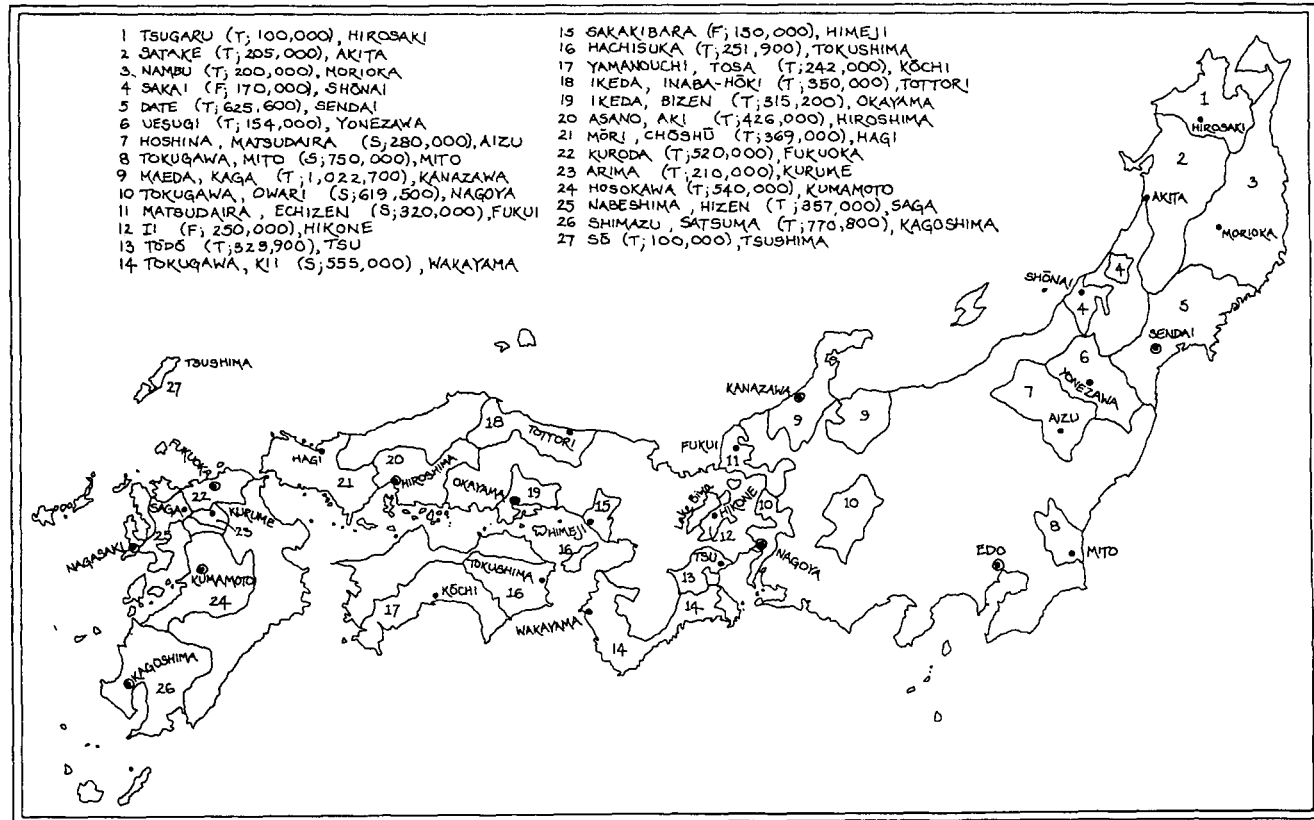 1 TSUGARU (T; 100,000), HIROSAKI
2 SATAKE (T; 205,000), AKITA
3. NAMBU (T; 200,000), MORIOKA
4 SAKAI (F; 170,000), SHŌNAI
5 DATE (T; 625,600), SENDAI
6 UESUGI (T; 154,000), YONEZAWA
7 HOSHINA, MATSUDAIRA (S; 280,000), AIZU
8 TOKUGAWA, MITO (S; 750,000), MITO
9 MAEDA, KAGA (T; 1,022,700), KANAZAWA
10 TOKUGAWA, OWARI (S; 619,500), NAGOYA
11 MATSUDAIRA, ECHIZEN (S; 320,000), FUKUI
12 II (F; 250,000), HIKONE
13 TŌDŌ (T; 323,900), TSU
14 TOKUGAWA, KII (S; 555,000), WAKAYAMA
15 SAKAKIBARA (F; 150,000), HIMEJI
16 HACHISUKA (T; 251,900), TOKUSHIMA
17 YAMANOUCHI, TOSA (T; 242,000), KŌCHI
18 IKEDA, INABA-HŌKI (T; 350,000), TOTTORI
19 IKEDA, BIZEN (T; 315,200), OKAYAMA
20 ASANO, AKI (T; 426,000), HIROSHIMA
21 MŌRI, CHŌSHŪ (T; 369,000), HAGI
22 KURODA (T; 520,000), FUKUOKA
23 ARIMA (T; 210,000), KURUME
24 HOSOKAWA (T; 540,000), KUMAMOTO
25 NABESHIMA, HIZEN (T; 357,000), SAGA
26 SHIMAZU, SATSUMA (T; 770,800), KAGOSHIMA
27 SŌ (T; 100,000), TSUSHIMA
1
HIROSAKI
2
3
AKITA
MORIOKA
SHŌNAI
4
4
5
SENDAI
6
YONEZAWA
7
AIZU
TSUSHIMA
27
KANAZAWA
9
9
18
TOTTORI
FUKUI
11
FUKUOKA
HAGI
20
21
HIROSHIMA
OKAYAMA
19
15
HIMEJI
16
Lake Biwa
HIKONE
12
10
10
22
SAGA
KURUME
23
25
NAGASAKI
KUMAMOTO
24
TOKUSHIMA
16
17
KŌCHI
TSU
13
NAGOYA
14
WAKAYAMA
14
EDO
8
MITO
KAGOSHIMA
26